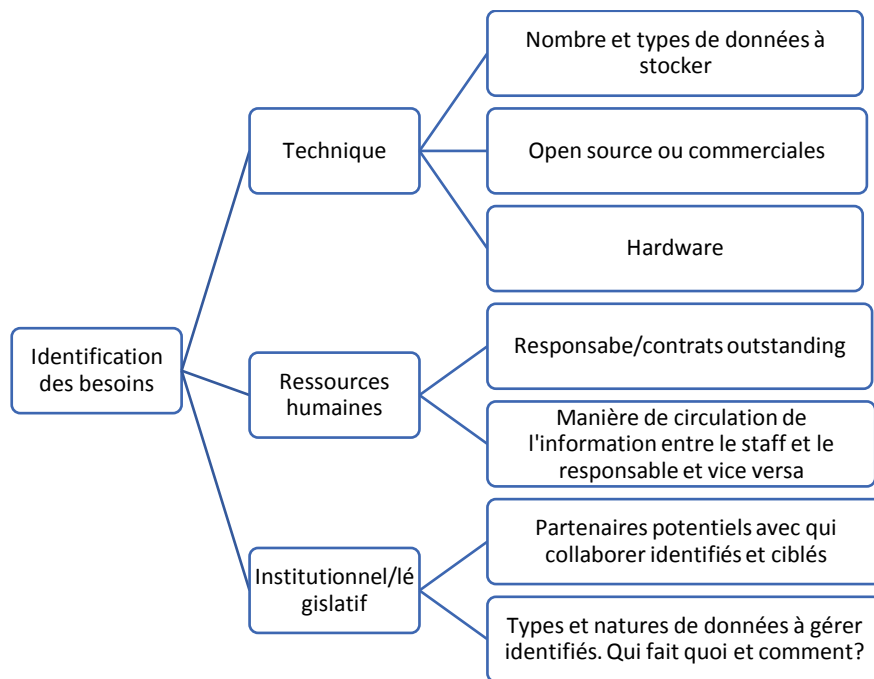 Identification
des besoins
Technique
Nombre et types de données à
stocker
Open source ou commerciales
Hardware
Ressources
humaines
Responsabe/contrats outstanding
Manière de circulation de
l'information entre le staff et le
responsable et vice versa
Institutionnel/lé
gislatif
Partenaires potentiels avec qui
collaborer identifiés et ciblés
Types et natures de données à gérer
identifiés. Qui fait quoi et comment?